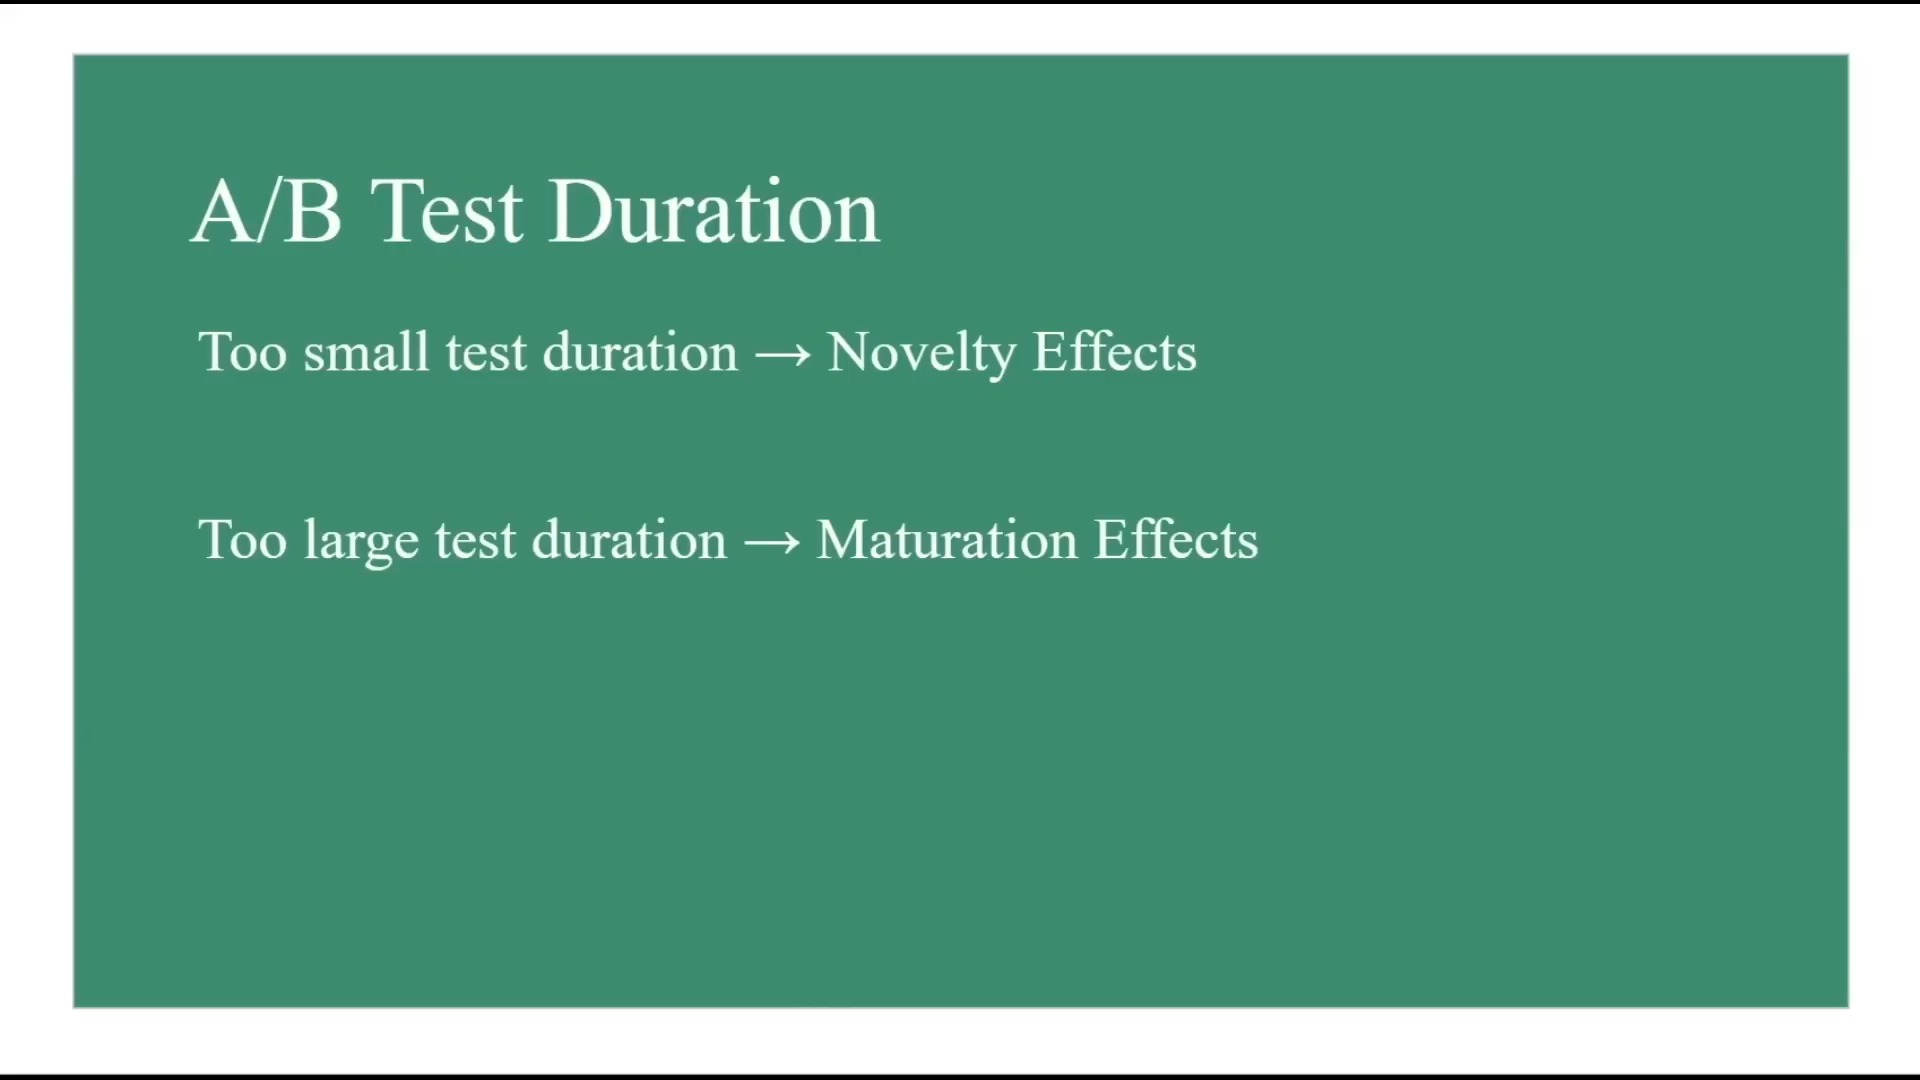 A/B Test Duration
Too small test duration → Novelty Effects
Too large test duration → Maturation Effects